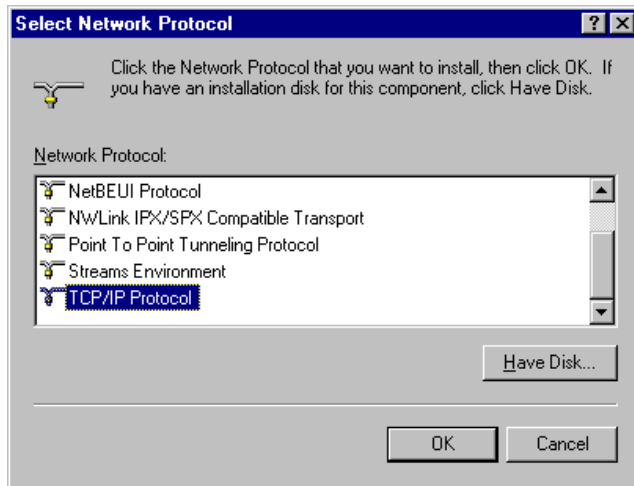 Select Network Protocol
Click the Network Protocol that you want to install, then click OK. If
you have an installation disk for this component, click Have Disk.
Network Protocol:
NetBEUI Protocol
NWLink IPX/SPX Compatible Transport
Point To Point Tunneling Protocol
Streams Environment
TCP/IP Protocol
Have Disk...
OK
Cancel